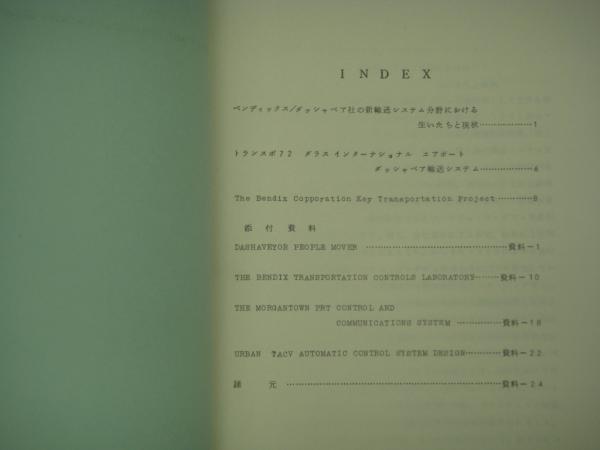 INDEX
ベンディックス/ダッシャベア社の新輸送システム分野における
生いたちと現状………………1
トランスポ72 ダラス インターナショナル エアポート
ダッシャベア輸送システム………………4
The Bendix Copporation Key Transportation Project…………8
添付資料
DASHAVEYOR PEOPLE MOVER ………………………………………………資料-1
THE BENDIX TRANSPORTATION CONTROLS LABORATORY………資料-10
THE MORGANTOWN PRT CONTROL AND
COMMUNICATIONS SYSTEM ………………資料-18
URBAN TACV AUTOMATIC CONTROL SYSTEM DESIGN…………資料-22
諸元 ………………………………………………………………………資料-24